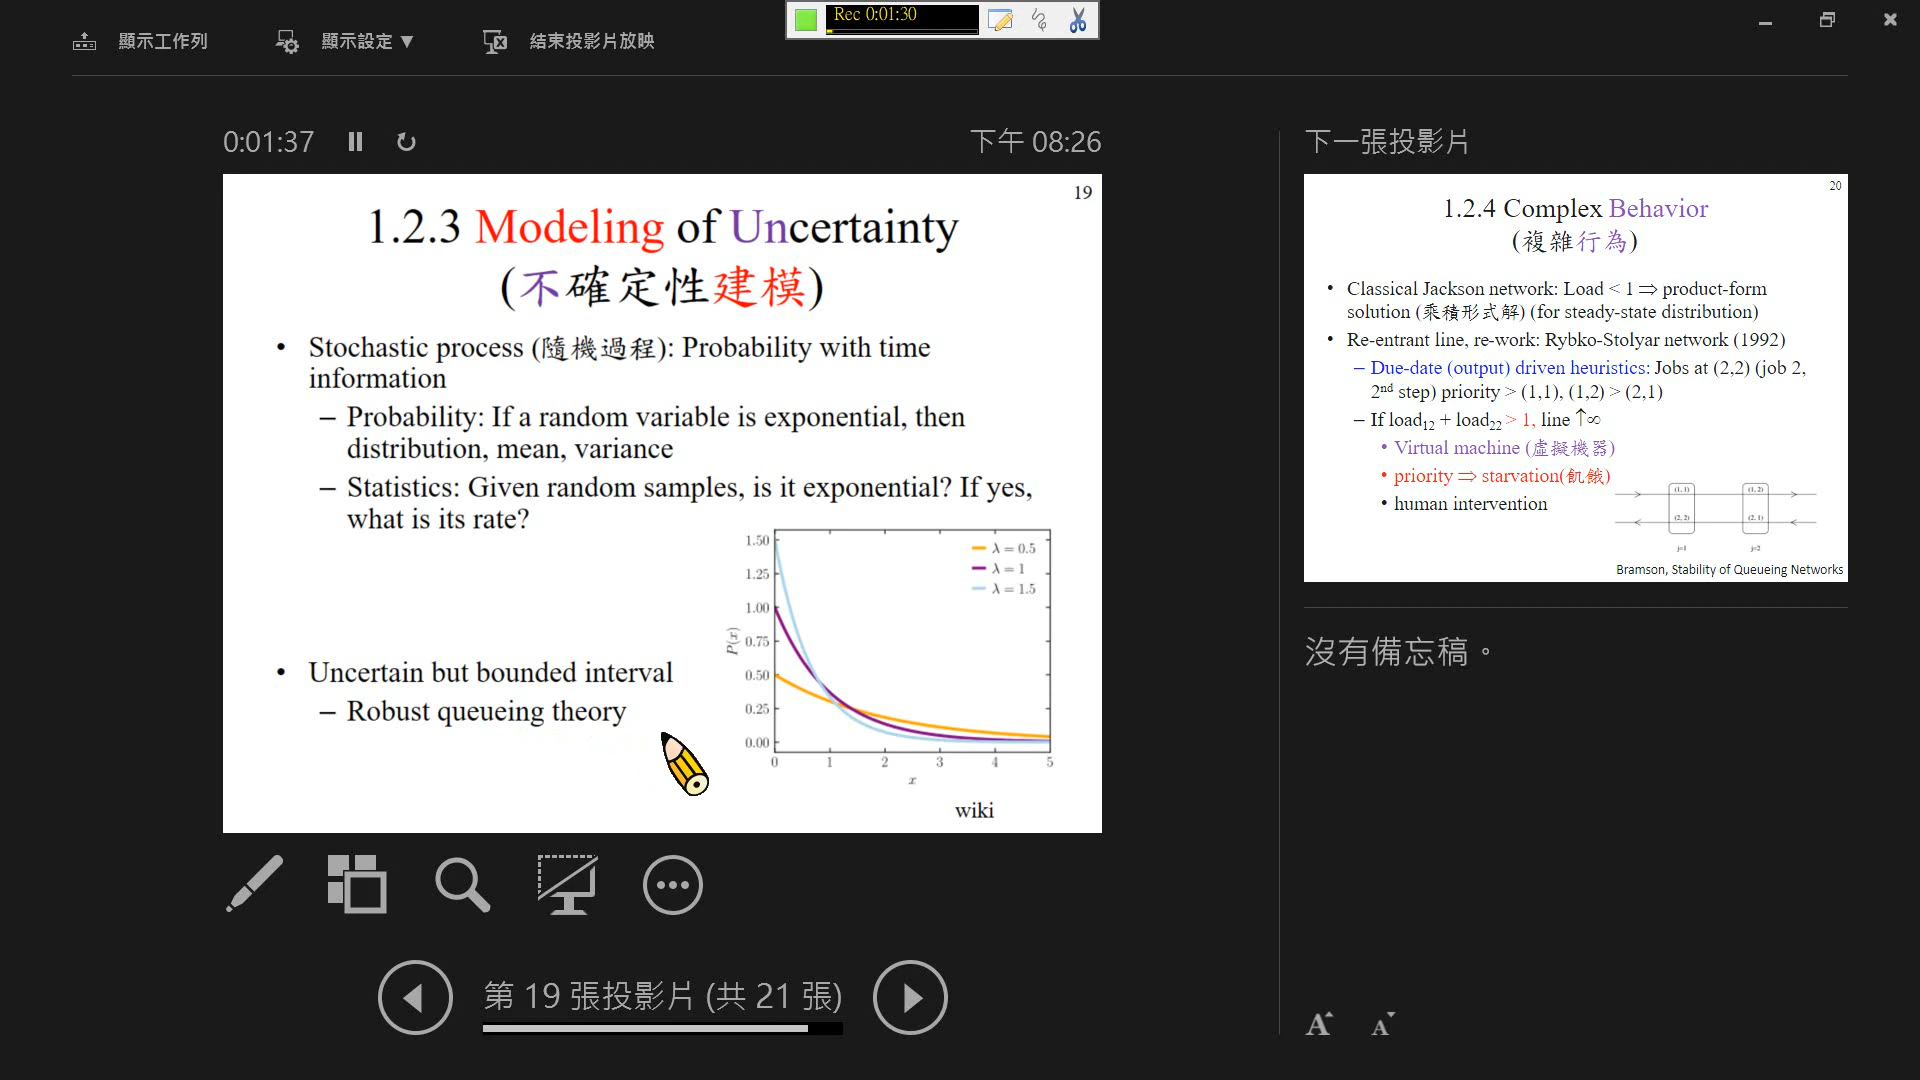 顯示工作列
顯示設定 ▼
結束投影片放映
Rec 0:01:30
0:01:37
下午 08:26
19
1.2.3 Modeling of Uncertainty
(不確定性建模)
• Stochastic process (隨機過程): Probability with time
information
– Probability: If a random variable is exponential, then
distribution, mean, variance
– Statistics: Given random samples, is it exponential? If yes,
what is its rate?
• Uncertain but bounded interval
– Robust queueing theory
1.50
1.25
1.00
0.75
0.50
0.25
0.00
P(x)
λ = 0.5
λ = 1
λ = 1.5
0 1 2 3 4 5
x
wiki
第 19 張投影片 (共 21 張)
下一張投影片
20
1.2.4 Complex Behavior
(複雜行為)
• Classical Jackson network: Load < 1 ⇒ product-form
solution (乘積形式解) (for steady-state distribution)
• Re-entrant line, re-work: Rybko-Stolyar network (1992)
– Due-date (output) driven heuristics: Jobs at (2,2) (job 2,
2nd step) priority > (1,1), (1,2) > (2,1)
– If load12 + load22 > 1, line ↑∞
• Virtual machine (虛擬機器)
• priority ⇒ starvation(飢餓)
• human intervention
(1, 1) (1, 2)
(2, 2) (2, 1)
j=1 j=2
Bramson, Stability of Queueing Networks
沒有備忘稿。
A A